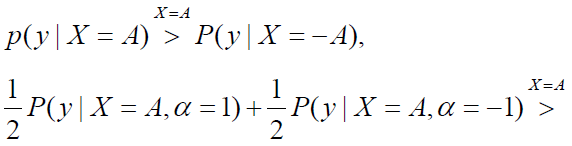 p(y | X = A) >^{X=A} P(y | X = −A),
1/2 P(y | X = A, α = 1) + 1/2 P(y | X = A, α = −1) >^{X=A}